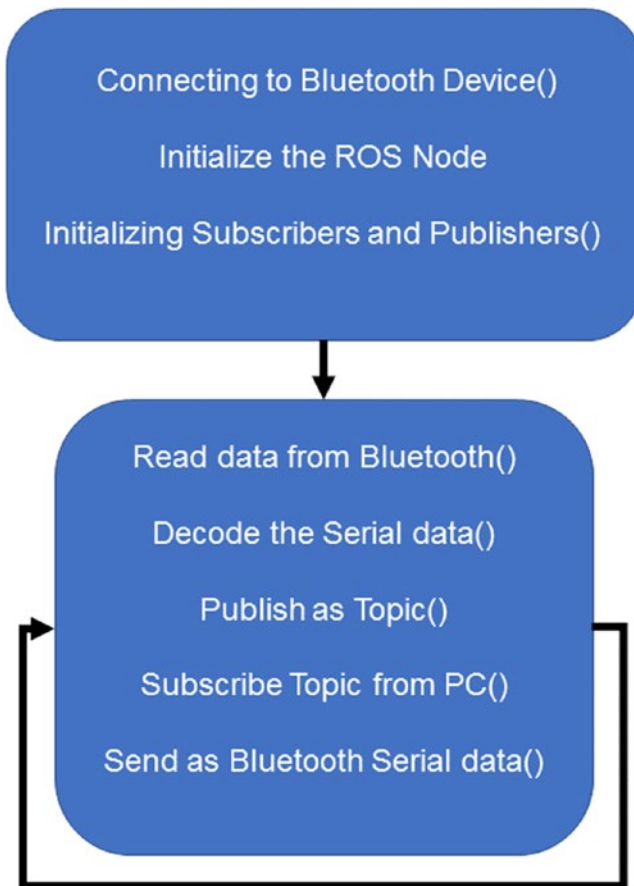 Connecting to Bluetooth Device()
Initialize the ROS Node
Initializing Subscribers and Publishers()
Read data from Bluetooth()
Decode the Serial data()
Publish as Topic()
Subscribe Topic from PC()
Send as Bluetooth Serial data()